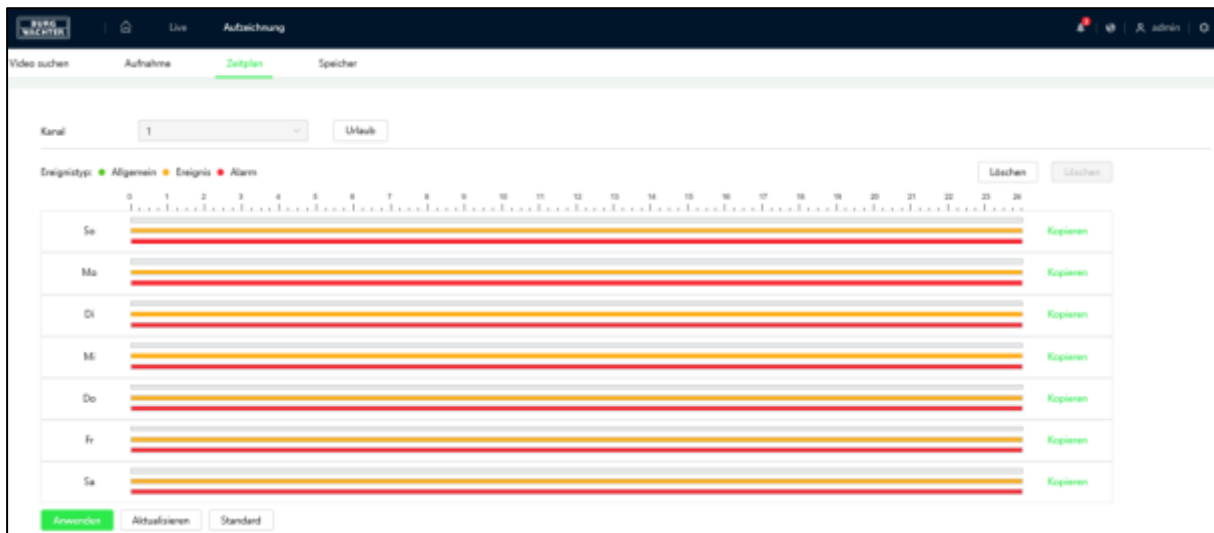 BURG WÄCHTER Live Aufzeichnung 2 admin
Video suchen Aufnahme Zeitplan Speicher
Kanal 1 Urlaub
Ereignistyp: Allgemein Ereignis Alarm Löschen Löschen
0 1 2 3 4 5 6 7 8 9 10 11 12 13 14 15 16 17 18 19 20 21 22 23 24
So Kopieren
Mo Kopieren
Di Kopieren
Mi Kopieren
Do Kopieren
Fr Kopieren
Sa Kopieren
Anwenden Aktualisieren Standard